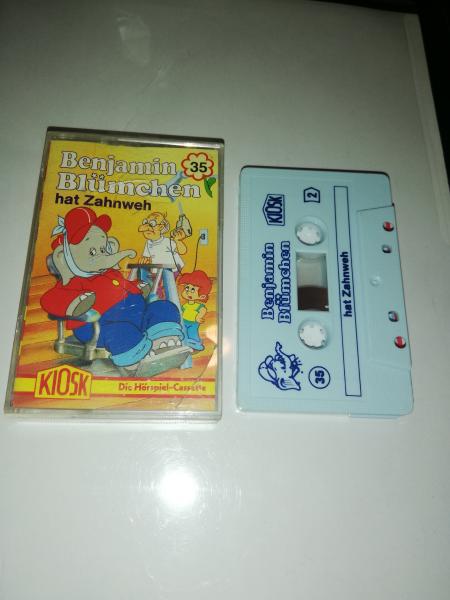 Benjamin
Blümchen
35
hat Zahnweh
KIOSK
Die Hörspiel-Cassette
KIOSK
2
Benjamin
Blümchen
35
hat Zahnweh